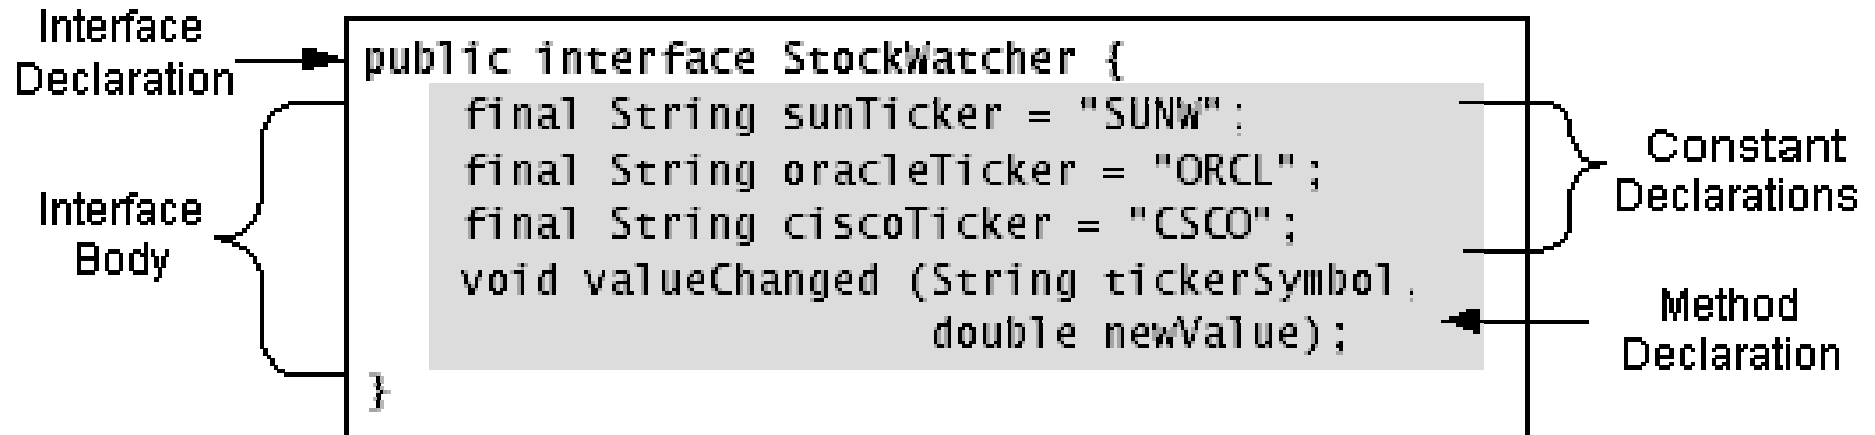 Interface
Declaration
public interface StockWatcher {
final String sunTicker = "SUNW";
final String oracleTicker = "ORCL";
final String ciscoTicker = "CSCO";
void valueChanged (String tickerSymbol,
double newValue);
}
Interface
Body
Constant
Declarations
Method
Declaration